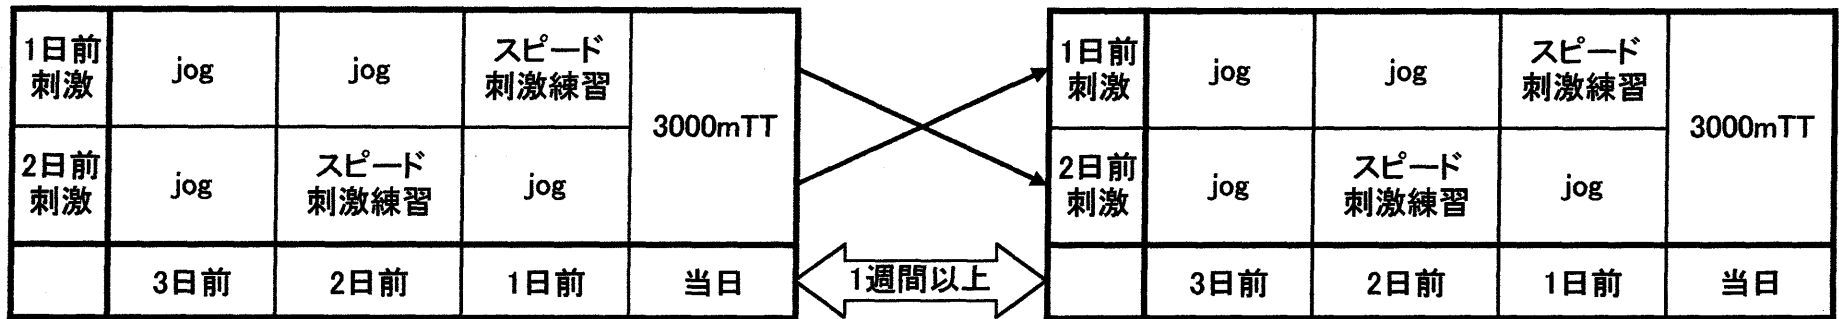 1日前
刺激
jog
jog
スピード
刺激練習
3000mTT
2日前
刺激
jog
スピード
刺激練習
jog
3日前
2日前
1日前
当日
1週間以上
1日前
刺激
jog
jog
スピード
刺激練習
3000mTT
2日前
刺激
jog
スピード
刺激練習
jog
3日前
2日前
1日前
当日